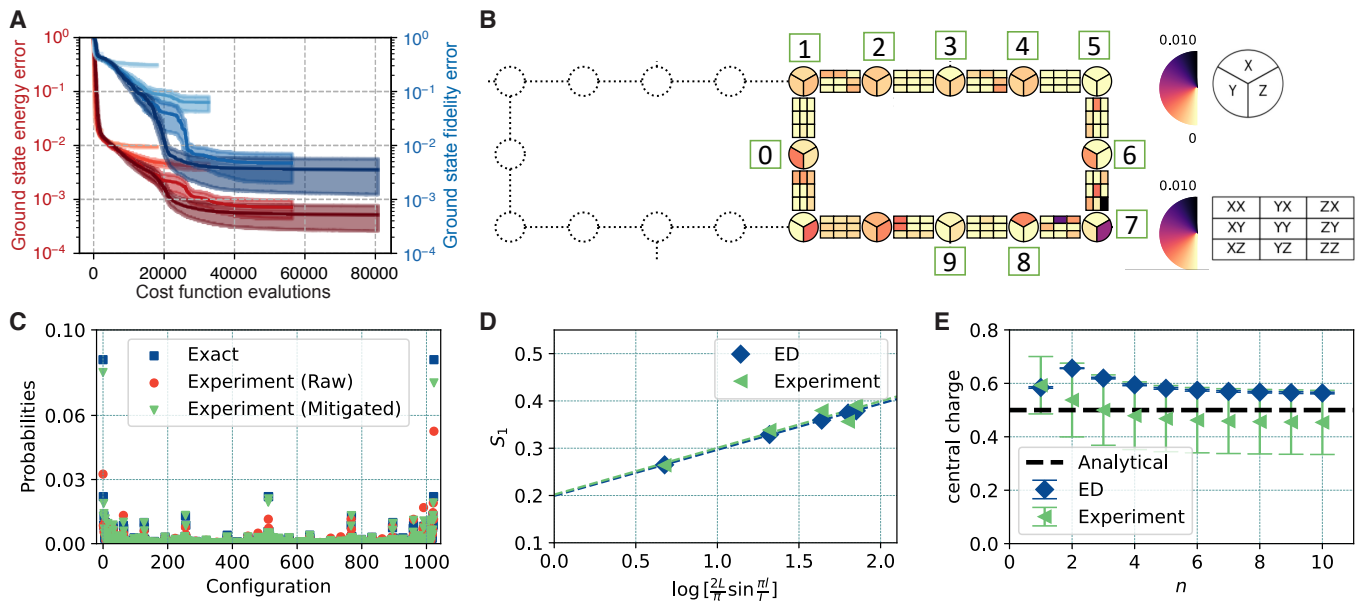 A
Ground state energy error
10^0
10^-1
10^-2
10^-3
10^-4
10^0
10^-1
10^-2
10^-3
10^-4
Ground state fidelity error
0 20000 40000 60000 80000
Cost function evalutions
B
1 2 3 4 5
0 6
9 8 7
0.010
0
X
Y Z
0.010
0
XX YX ZX
XY YY ZY
XZ YZ ZZ
C
Probabilities
0.10
0.06
0.03
0.00
Exact
Experiment (Raw)
Experiment (Mitigated)
0 200 400 600 800 1000
Configuration
D
S_1
0.5
0.4
0.3
0.2
0.1
ED
Experiment
0.0 0.5 1.0 1.5 2.0
log[2L/π sin πl/L]
E
central charge
0.8
0.6
0.4
0.2
0.0
Analytical
ED
Experiment
0 2 4 6 8 10
n